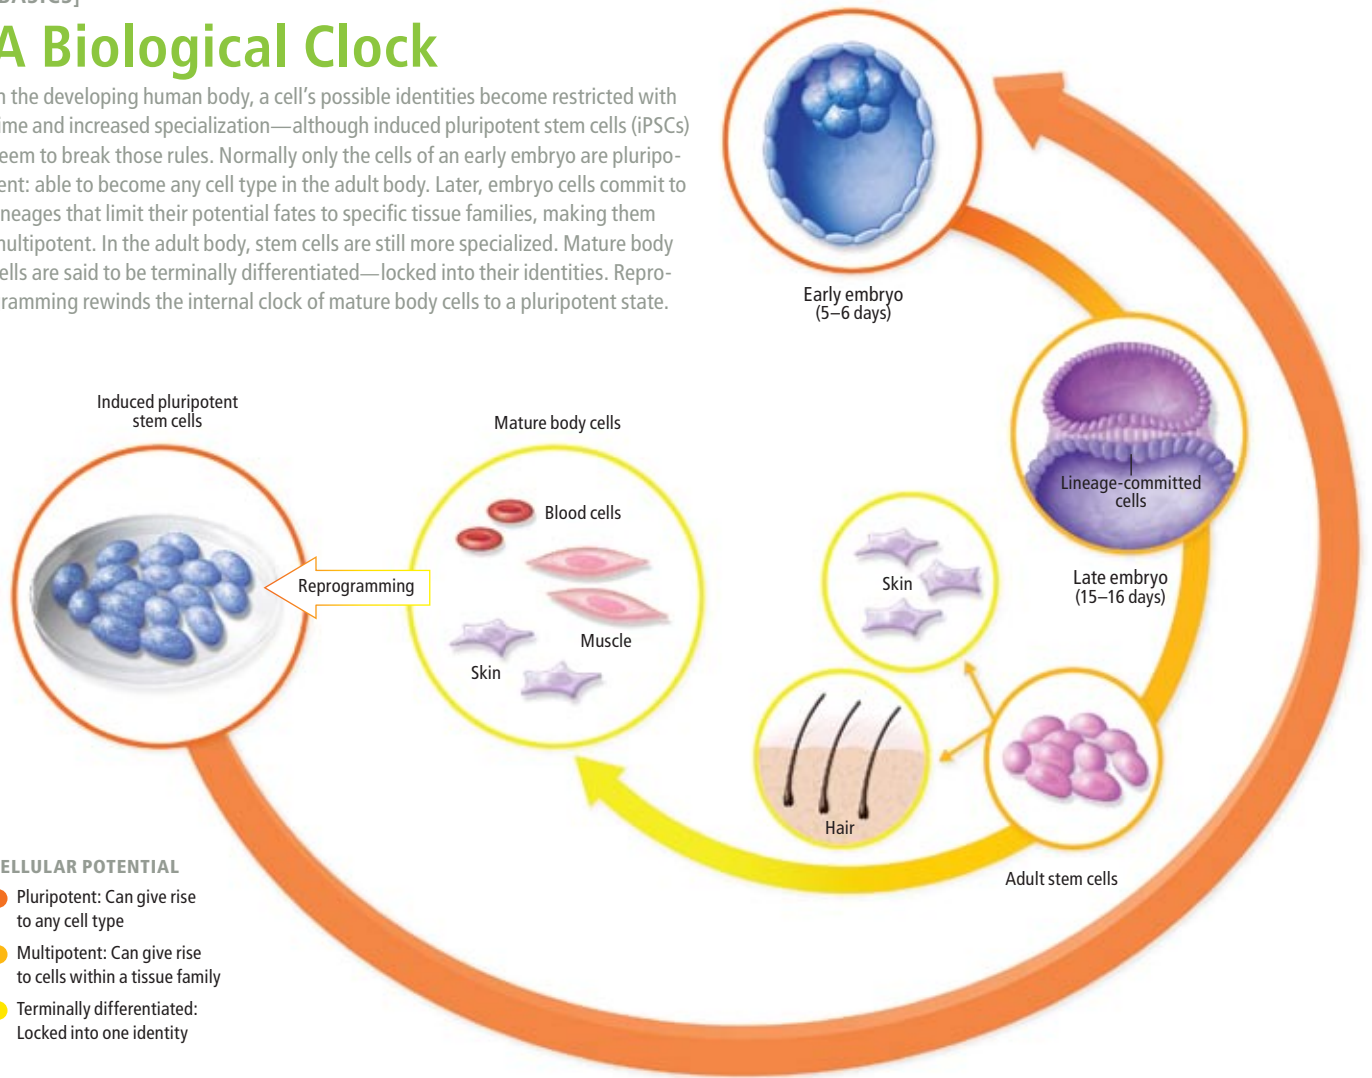 BASICS]
A Biological Clock
n the developing human body, a cell's possible identities become restricted with
ime and increased specialization—although induced pluripotent stem cells (iPSCs)
eem to break those rules. Normally only the cells of an early embryo are pluripo-
ent: able to become any cell type in the adult body. Later, embryo cells commit to
ineages that limit their potential fates to specific tissue families, making them
nultipotent. In the adult body, stem cells are still more specialized. Mature body
ells are said to be terminally differentiated—locked into their identities. Repro-
ramming rewinds the internal clock of mature body cells to a pluripotent state.
Early embryo
(5–6 days)
Lineage-committed
cells
Late embryo
(15–16 days)
Induced pluripotent
stem cells
Mature body cells
Blood cells
Reprogramming
Muscle
Skin
Skin
Hair
Adult stem cells
ELLULAR POTENTIAL
Pluripotent: Can give rise
to any cell type
Multipotent: Can give rise
to cells within a tissue family
Terminally differentiated:
Locked into one identity